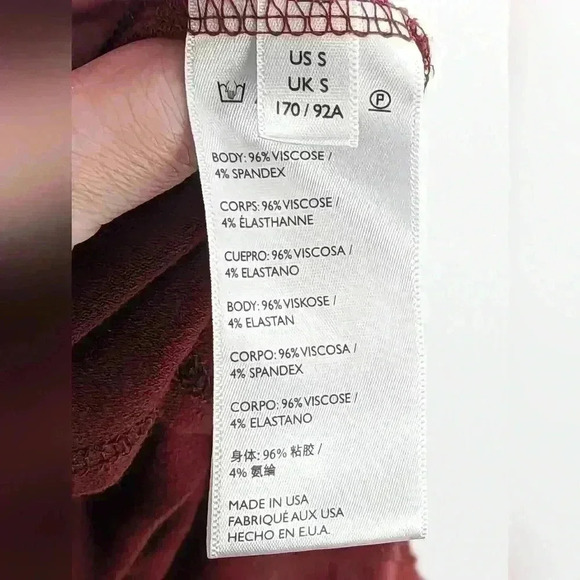 US S
UK S
170 / 92A
P
BODY: 96% VISCOSE /
4% SPANDEX
CORPS: 96% VISCOSE /
4% ÉLASTHANNE
CUEPRO: 96% VISCOSA /
4% ELASTANO
BODY: 96% VISKOSE /
4% ELASTAN
CORPO: 96% VISCOSA /
4% SPANDEX
CORPO: 96% VISCOSE /
4% ELASTANO
身体: 96% 粘胶 /
4% 氨綸
MADE IN USA
FABRIQUÉ AUX USA
HECHO EN E.U.A.